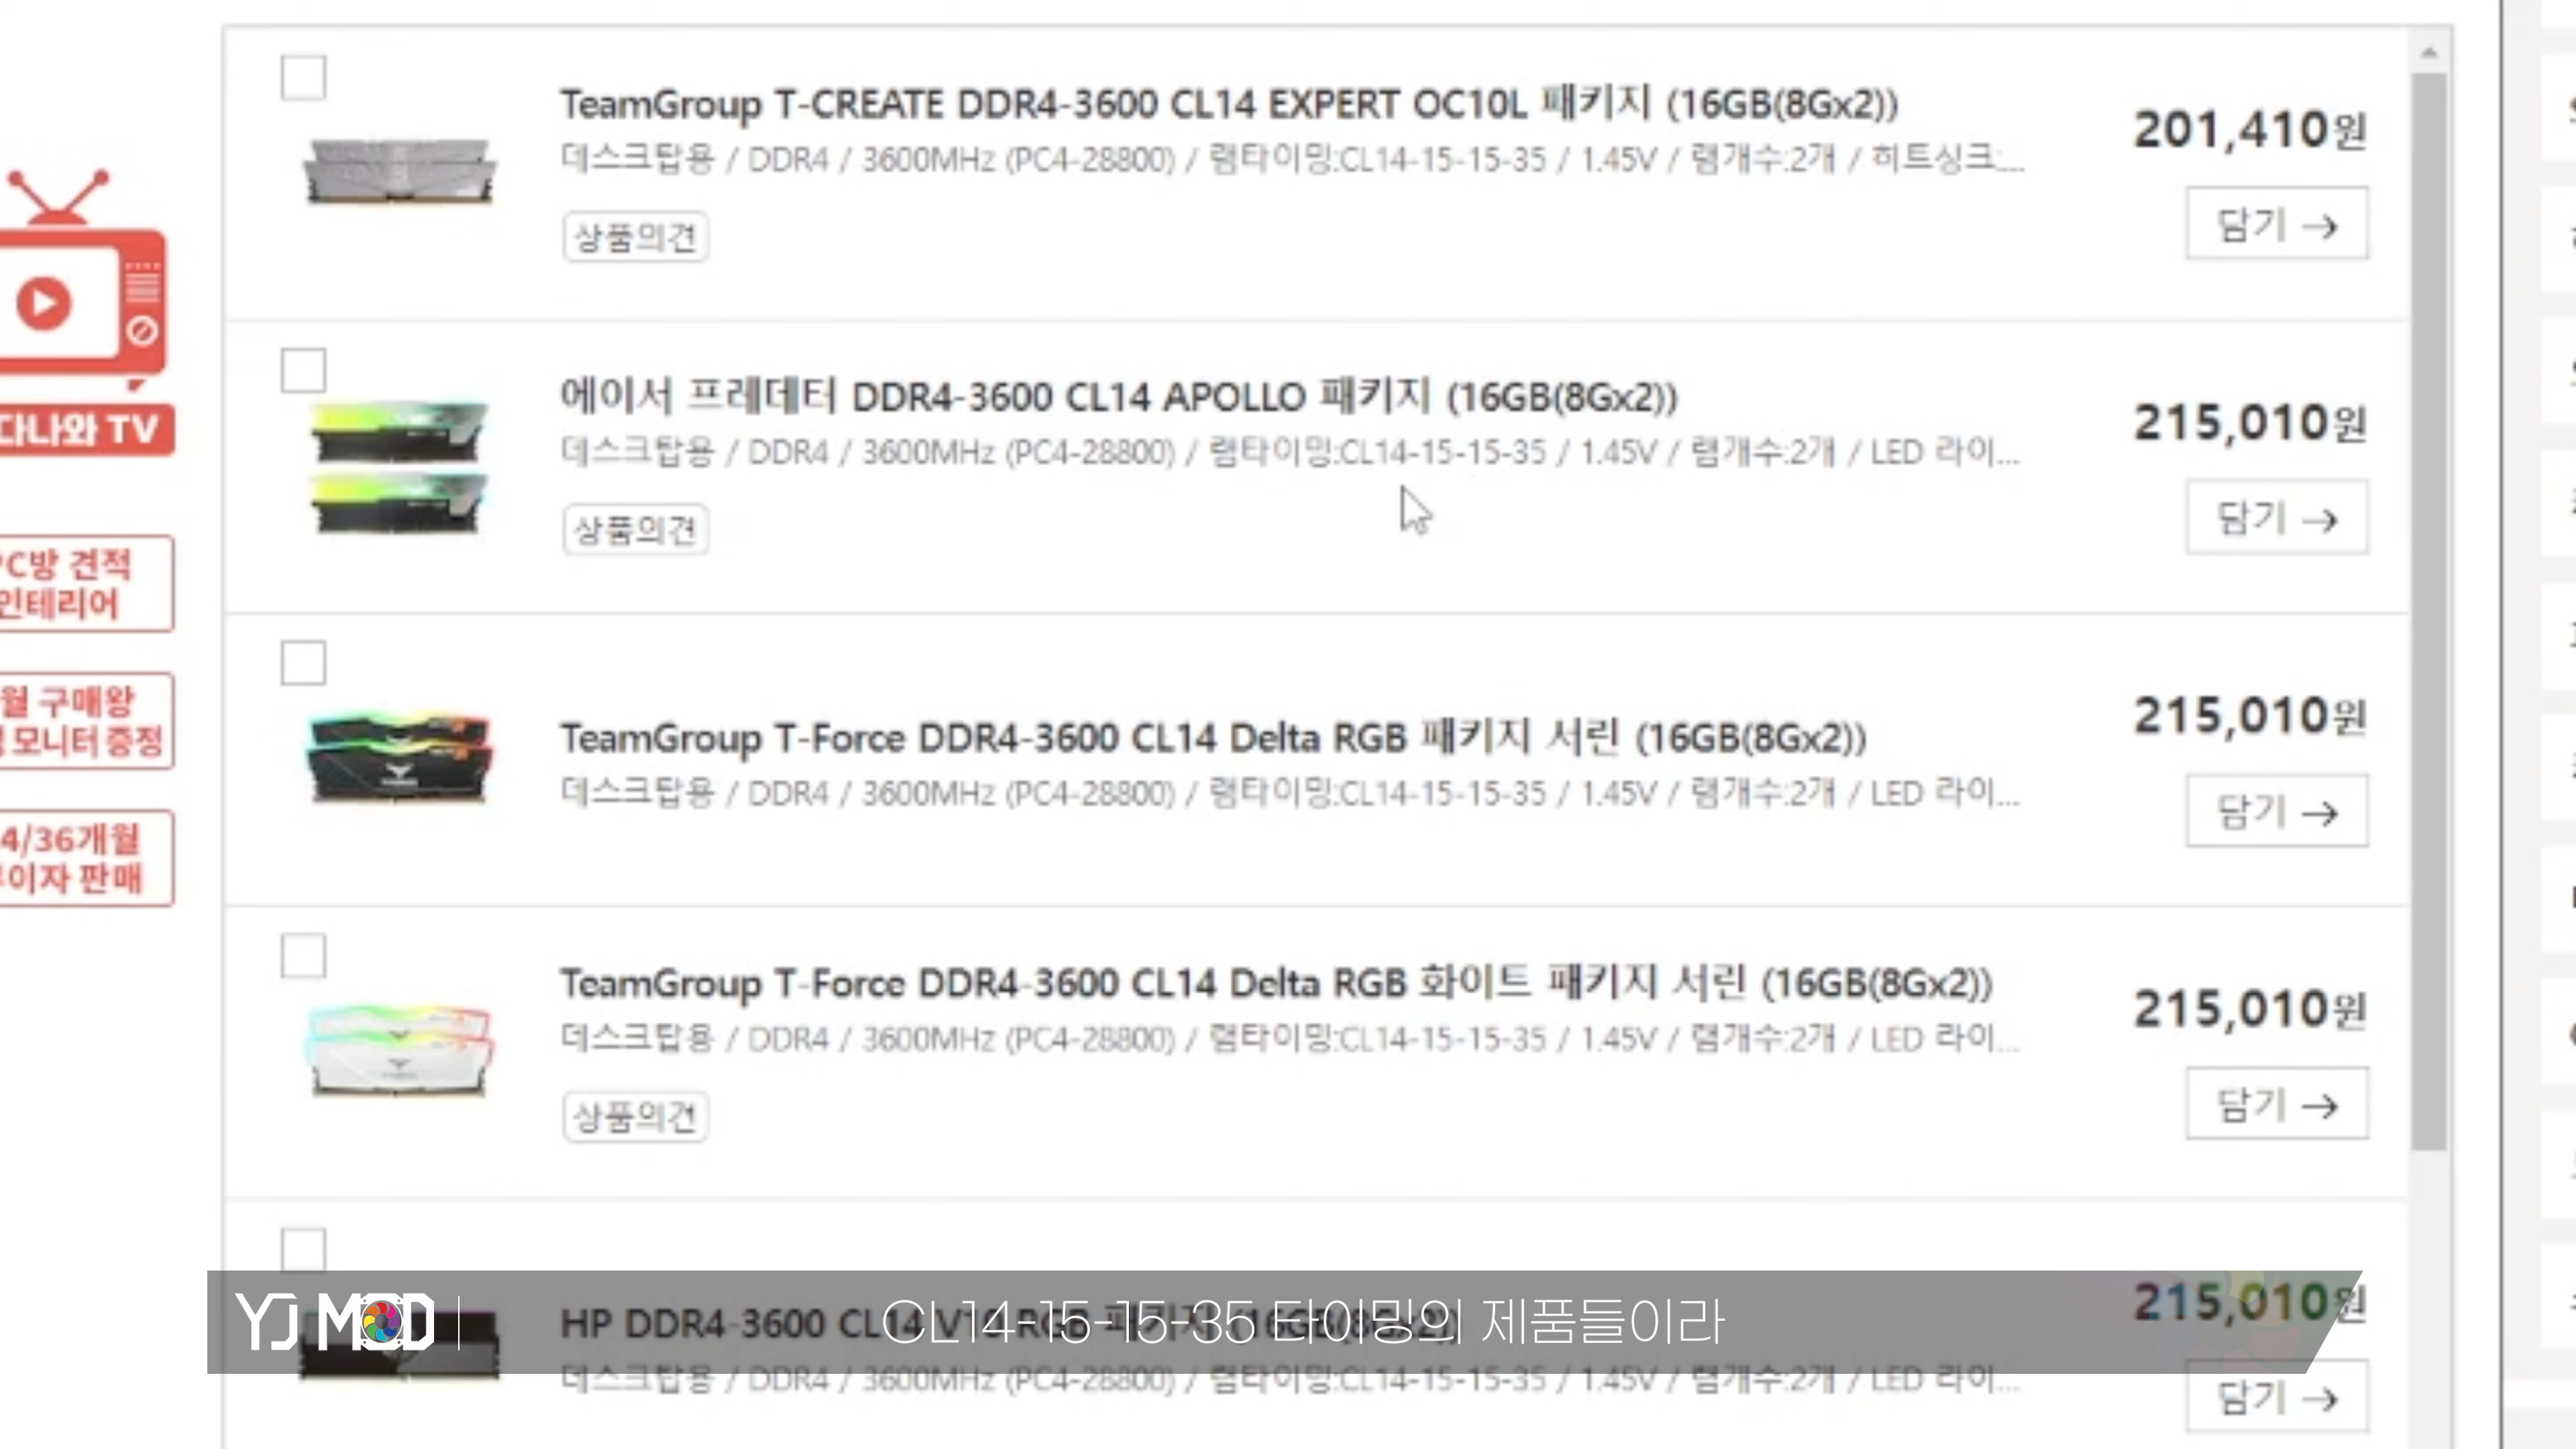 TeamGroup T-CREATE DDR4-3600 CL14 EXPERT OC10L 패키지 (16GB(8Gx2))
데스크탑용 / DDR4 / 3600MHz (PC4-28800) / 램타이밍:CL14-15-15-35 / 1.45V / 램개수:2개 / 히트싱크:...
상품의견
201,410원
담기 →
에이서 프레데터 DDR4-3600 CL14 APOLLO 패키지 (16GB(8Gx2))
데스크탑용 / DDR4 / 3600MHz (PC4-28800) / 램타이밍:CL14-15-15-35 / 1.45V / 램개수:2개 / LED 라이...
상품의견
215,010원
담기 →
TeamGroup T-Force DDR4-3600 CL14 Delta RGB 패키지 서린 (16GB(8Gx2))
데스크탑용 / DDR4 / 3600MHz (PC4-28800) / 램타이밍:CL14-15-15-35 / 1.45V / 램개수:2개 / LED 라이...
215,010원
담기 →
TeamGroup T-Force DDR4-3600 CL14 Delta RGB 화이트 패키지 서린 (16GB(8Gx2))
데스크탑용 / DDR4 / 3600MHz (PC4-28800) / 램타이밍:CL14-15-15-35 / 1.45V / 램개수:2개 / LED 라이...
상품의견
215,010원
담기 →
HP DDR4-3600 CL14 RGB 패키지 (16GB(8Gx2))
데스크탑용 / DDR4 / 3600MHz (PC4-28800) / 램타이밍:CL14-15-15-35 / 1.45V / 램개수:2개 / LED 라이...
215,010원
담기 →
다나와 TV
PC방 견적
인테리어
월 구매왕
모니터 증정
4/36개월
이자 판매
YJ MOD
CL14-15-15-35 타이밍의 제품들이라